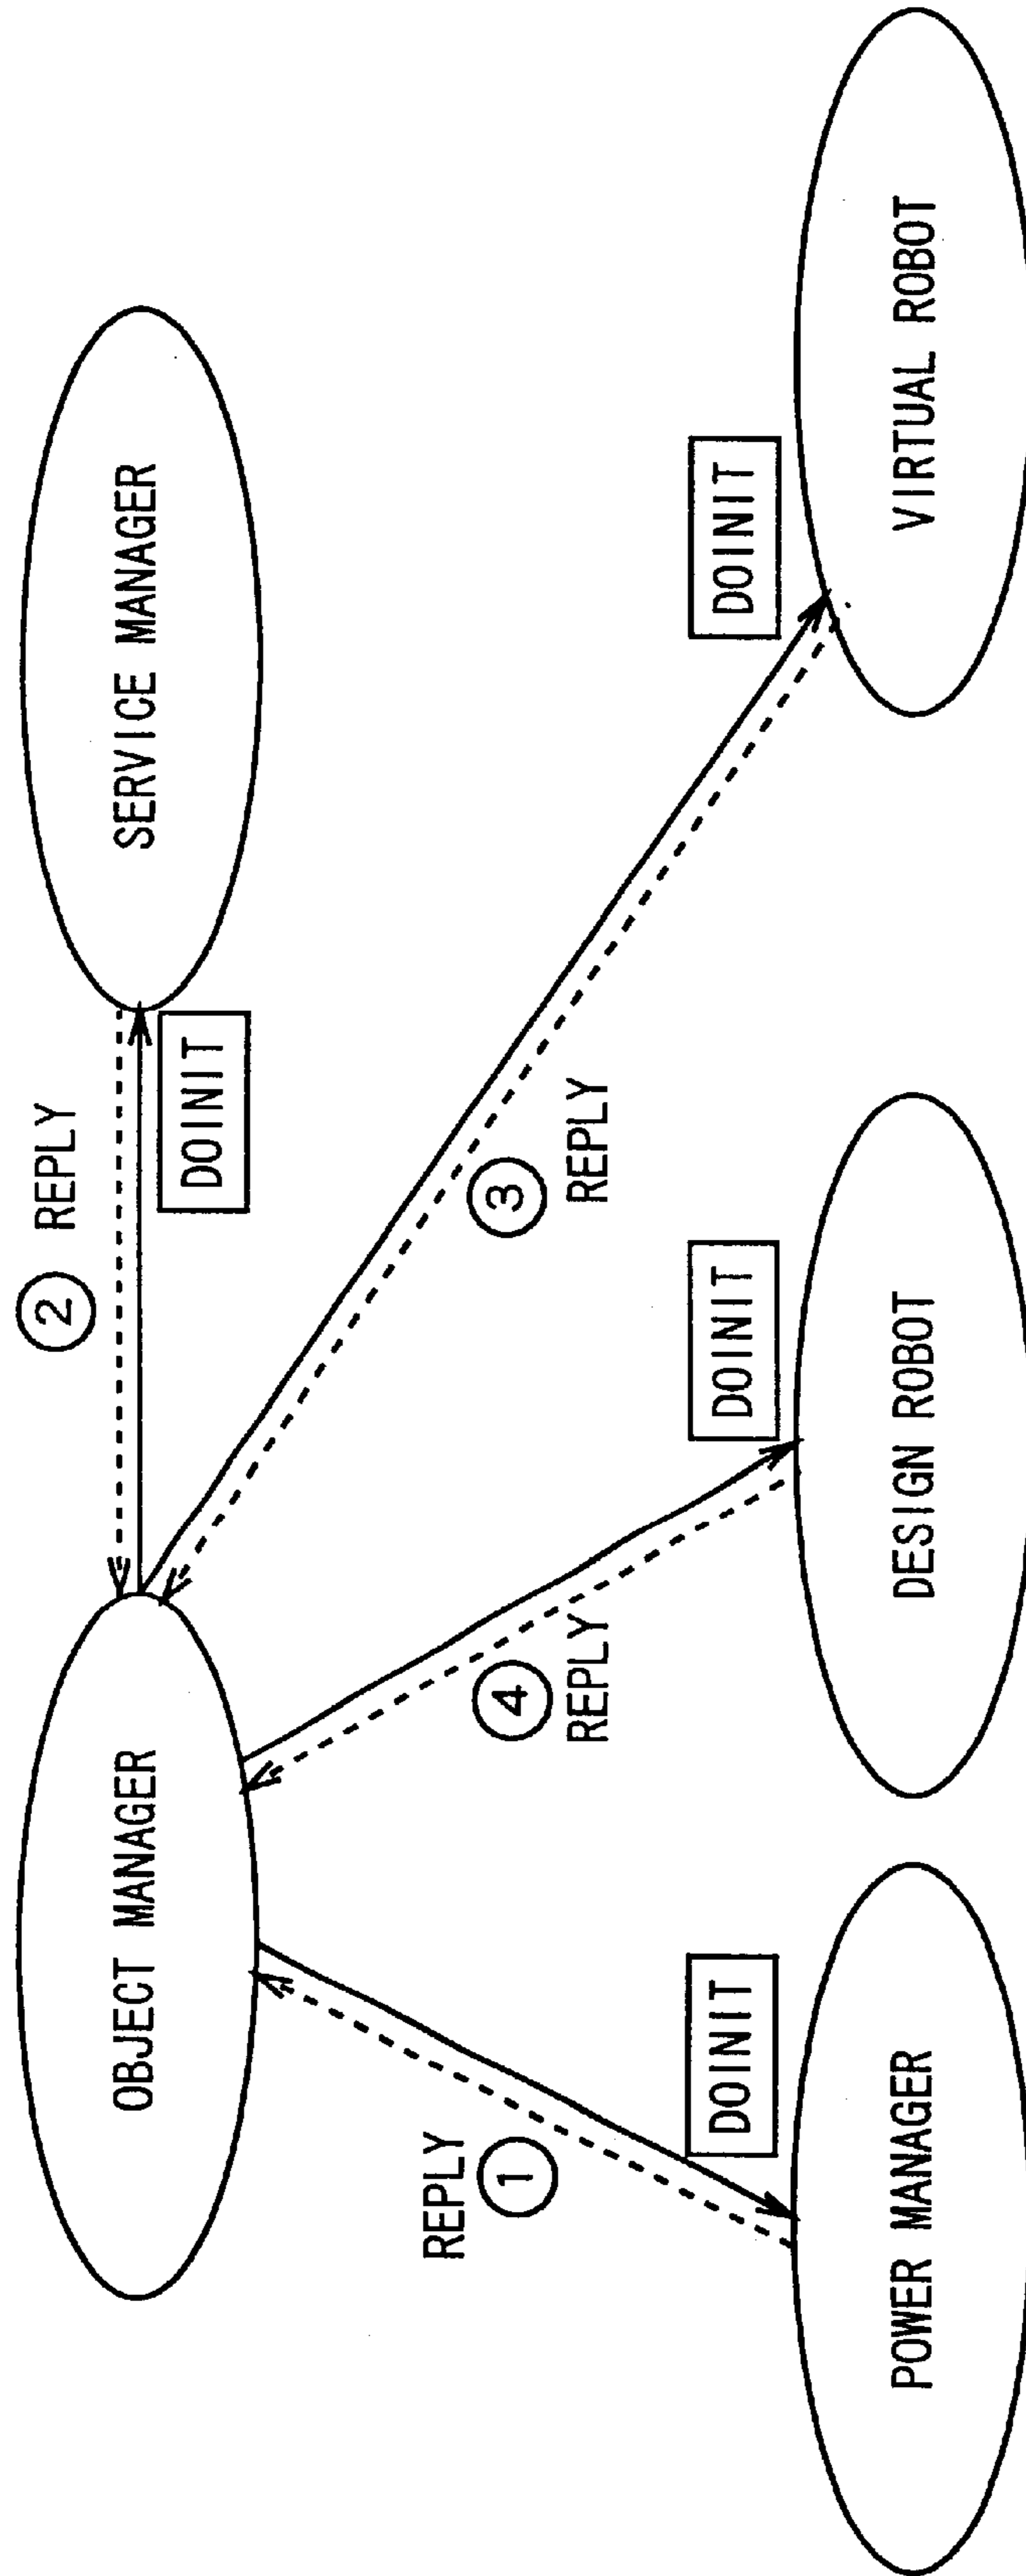 OBJECT MANAGER
② REPLY
DOINIT
SERVICE MANAGER
REPLY
①
④
REPLY
③
REPLY
DOINIT
DOINIT
DOINIT
POWER MANAGER
DESIGN ROBOT
VIRTUAL ROBOT